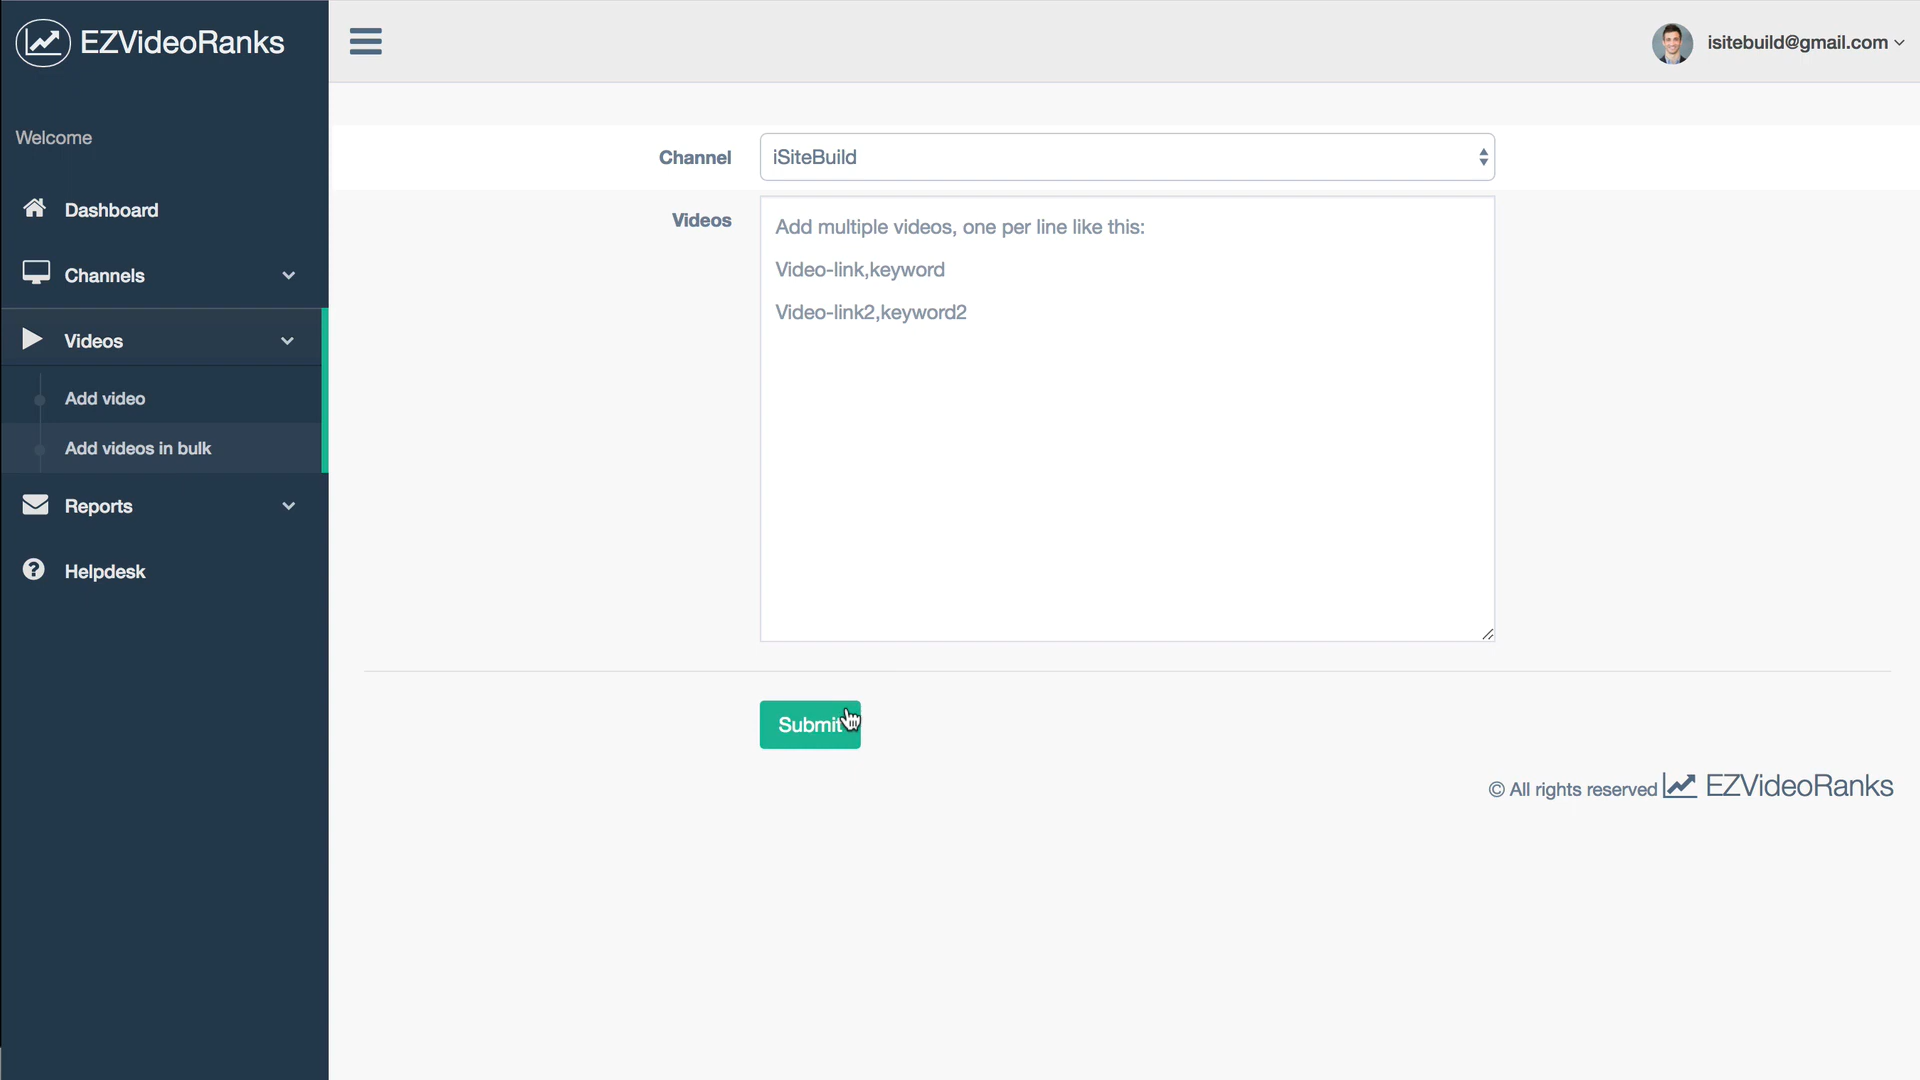 EZVideoRanks
isitebuild@gmail.com
Welcome
Dashboard
Channels
Videos
Add video
Add videos in bulk
Reports
Helpdesk
Channel
iSiteBuild
Videos
Add multiple videos, one per line like this:
Video-link,keyword
Video-link2,keyword2
Submit
© All rights reserved EZVideoRanks